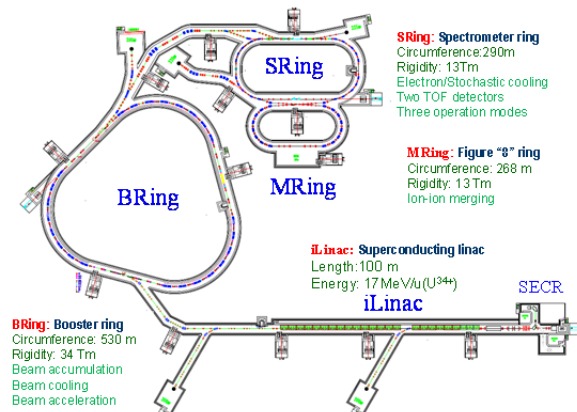 SRing: Spectrometer ring
Circumference:290m
Rigidity: 13Tm
Electron/Stochastic cooling
Two TOF detectors
Three operation modes
SRing
MRing: Figure "8" ring
Circumference: 268 m
Rigidity: 13 Tm
Ion-ion merging
MRing
BRing
iLinac: Superconducting linac
Length:100 m
Energy: 17 MeV/u(U34+)
iLinac
SECR
BRing: Booster ring
Circumference: 530 m
Rigidity: 34 Tm
Beam accumulation
Beam cooling
Beam acceleration